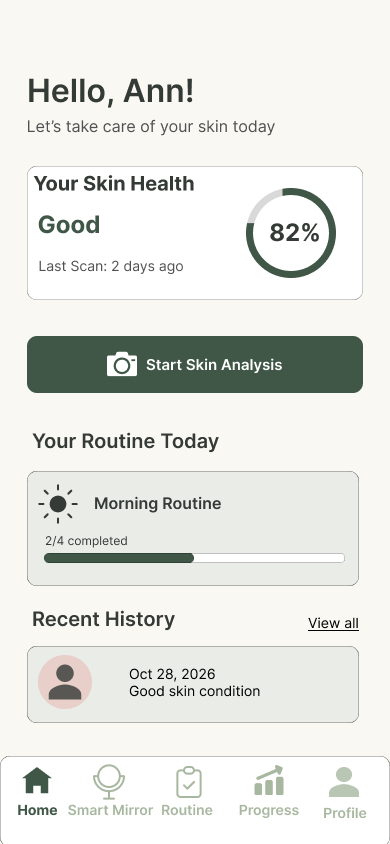 Hello, Ann!
Let’s take care of your skin today
Your Skin Health
Good
82%
Last Scan: 2 days ago
Start Skin Analysis
Your Routine Today
Morning Routine
2/4 completed
Recent History
View all
Oct 28, 2026
Good skin condition
Home Smart Mirror Routine Progress Profile